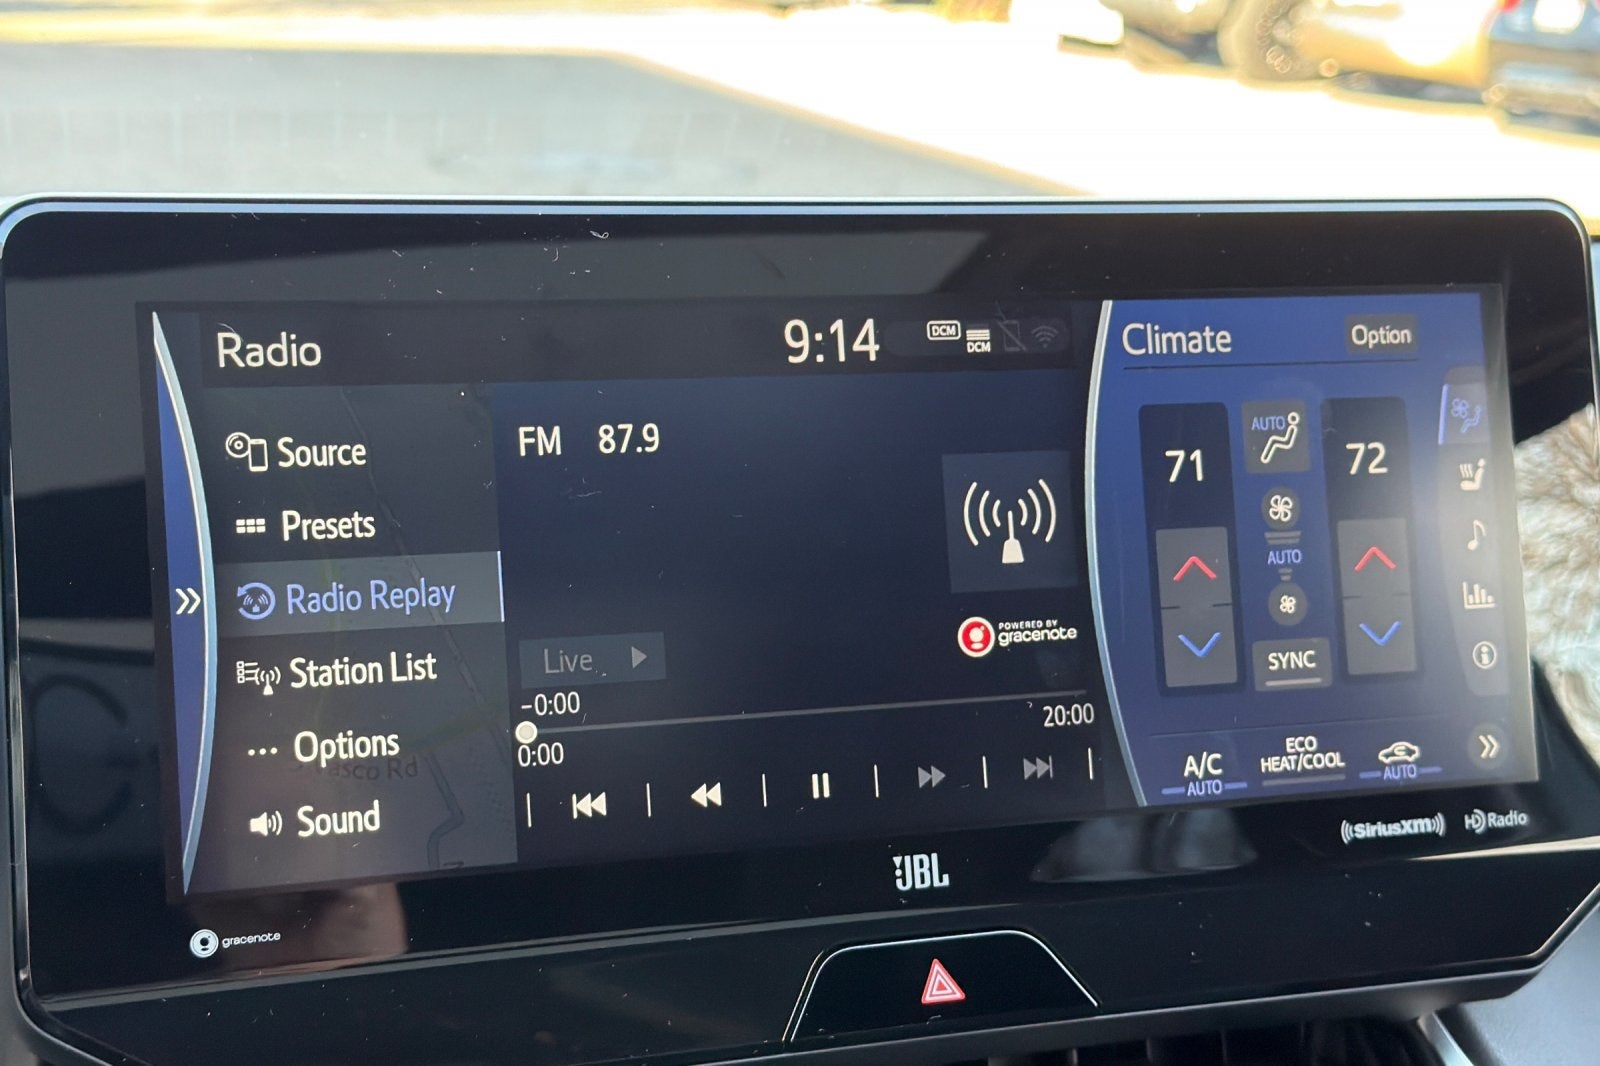 Radio
9:14
DCM
DCM
Source
Presets
Radio Replay
Station List
Options
Sound
Vasco Rd
FM 87.9
POWERED BY
gracenote
Live
-0:00
20:00
0:00
Climate
Option
71
AUTO
72
AUTO
SYNC
A/C
AUTO
ECO
HEAT/COOL
AUTO
JBL
SiriusXM
HD Radio
gracenote